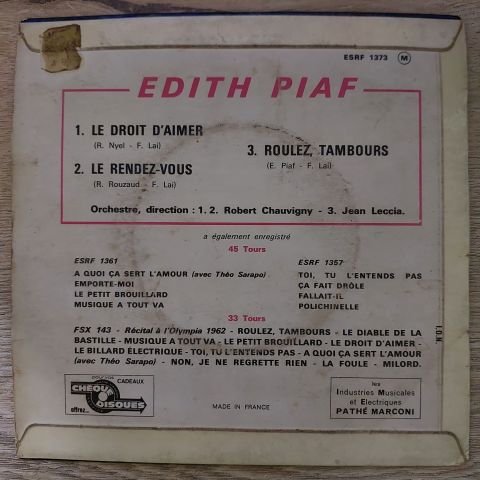 ESRF 1373 M
EDITH PIAF
1. LE DROIT D'AIMER
(R. Nyel - F. Lai)
2. LE RENDEZ-VOUS
(R. Rouzaud - F. Lai)
3. ROULEZ, TAMBOURS
(E. Piaf - F. Lai)
Orchestre, direction : 1. 2. Robert Chauvigny - 3. Jean Leccia.
a également enregistré
45 Tours
ESRF 1361
A QUOI ÇA SERT L'AMOUR (avec Théo Sarapo)
EMPORTE-MOI
LE PETIT BROUILLARD
MUSIQUE A TOUT VA
ESRF 1357
TOI, TU L'ENTENDS PAS
ÇA FAIT DRÔLE
FALLAIT-IL
POLICHINELLE
33 Tours
FSX 143 - Récital à l'Olympia 1962 - ROULEZ, TAMBOURS - LE DIABLE DE LA
BASTILLE - MUSIQUE A TOUT VA - LE PETIT BROUILLARD - LE DROIT D'AIMER -
LE BILLARD ÉLECTRIQUE - TOI, TU L'ENTENDS PAS - A QUOI ÇA SERT L'AMOUR
(avec Théo Sarapo) - NON, JE NE REGRETTE RIEN - LA FOULE - MILORD.
pour vos CADEAUX
CHÈQUE
DISQUES
offrez...
MADE IN FRANCE
les
Industries Musicales
et Electriques
PATHÉ MARCONI